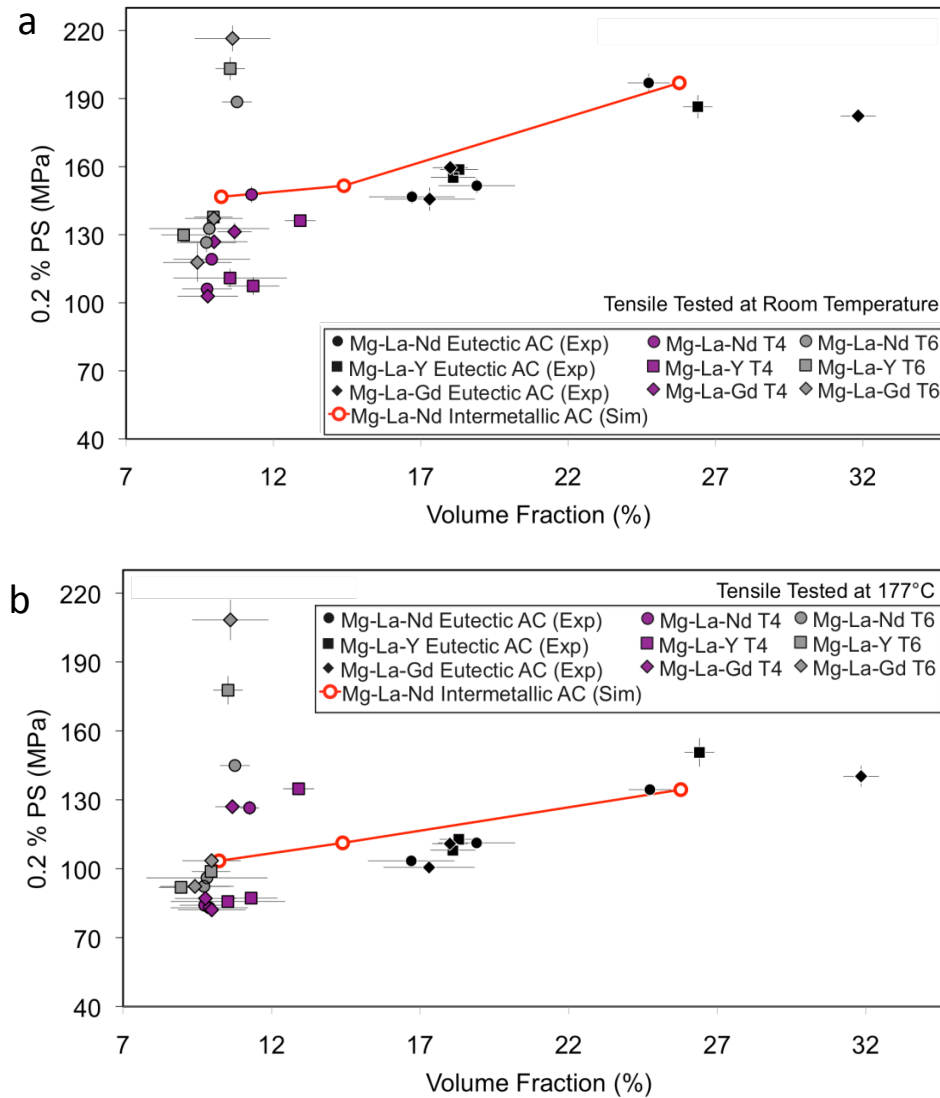 a
220
190
160
130
100
70
40
0.2 % PS (MPa)
Tensile Tested at Room Temperature
Mg-La-Nd Eutectic AC (Exp) Mg-La-Nd T4 Mg-La-Nd T6
Mg-La-Y Eutectic AC (Exp) Mg-La-Y T4 Mg-La-Y T6
Mg-La-Gd Eutectic AC (Exp) Mg-La-Gd T4 Mg-La-Gd T6
Mg-La-Nd Intermetallic AC (Sim)
7 12 17 22 27 32
Volume Fraction (%)
b
220
190
160
130
100
70
40
0.2 % PS (MPa)
Tensile Tested at 177°C
Mg-La-Nd Eutectic AC (Exp) Mg-La-Nd T4 Mg-La-Nd T6
Mg-La-Y Eutectic AC (Exp) Mg-La-Y T4 Mg-La-Y T6
Mg-La-Gd Eutectic AC (Exp) Mg-La-Gd T4 Mg-La-Gd T6
Mg-La-Nd Intermetallic AC (Sim)
7 12 17 22 27 32
Volume Fraction (%)